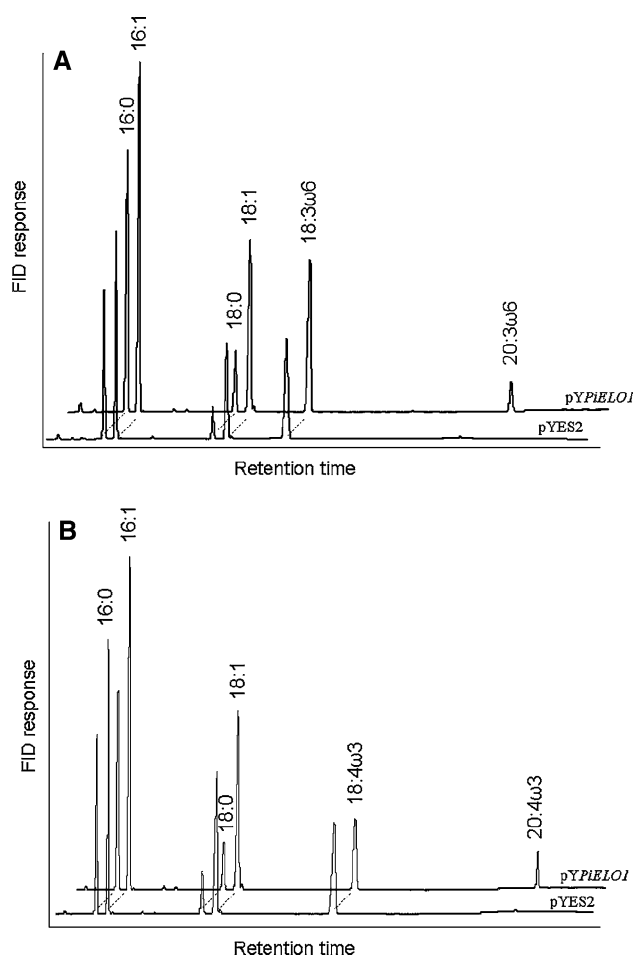 A
16:0
16:1
18:0
18:1
18:3ω6
20:3ω6
pYPiELO1
pYES2
FID response
Retention time
B
16:0
16:1
18:0
18:1
18:4ω3
20:4ω3
pYPiELO1
pYES2
FID response
Retention time